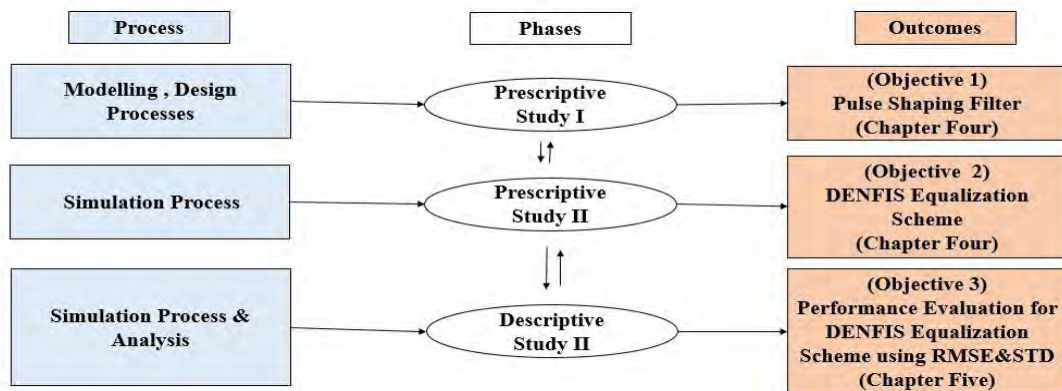 Process
Phases
Outcomes
Modelling , Design
Processes
Prescriptive
Study I
(Objective 1)
Pulse Shaping Filter
(Chapter Four)
Simulation Process
Prescriptive
Study II
(Objective 2)
DENFIS Equalization
Scheme
(Chapter Four)
Simulation Process &
Analysis
Descriptive
Study II
(Objective 3)
Performance Evaluation for
DENFIS Equalization
Scheme using RMSE&STD
(Chapter Five)